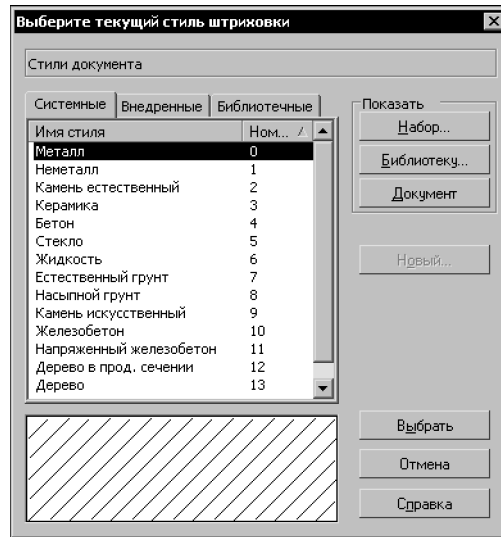 Выберите текущий стиль штриховки
Стили документа
Системные Внедренные Библиотечные
Имя стиля Ном...
Металл 0
Неметалл 1
Камень естественный 2
Керамика 3
Бетон 4
Стекло 5
Жидкость 6
Естественный грунт 7
Насыпной грунт 8
Камень искусственный 9
Железобетон 10
Напряженный железобетон 11
Дерево в прод. сечении 12
Дерево 13
Показать
Набор...
Библиотеку...
Документ
Новый...
Выбрать
Отмена
Справка